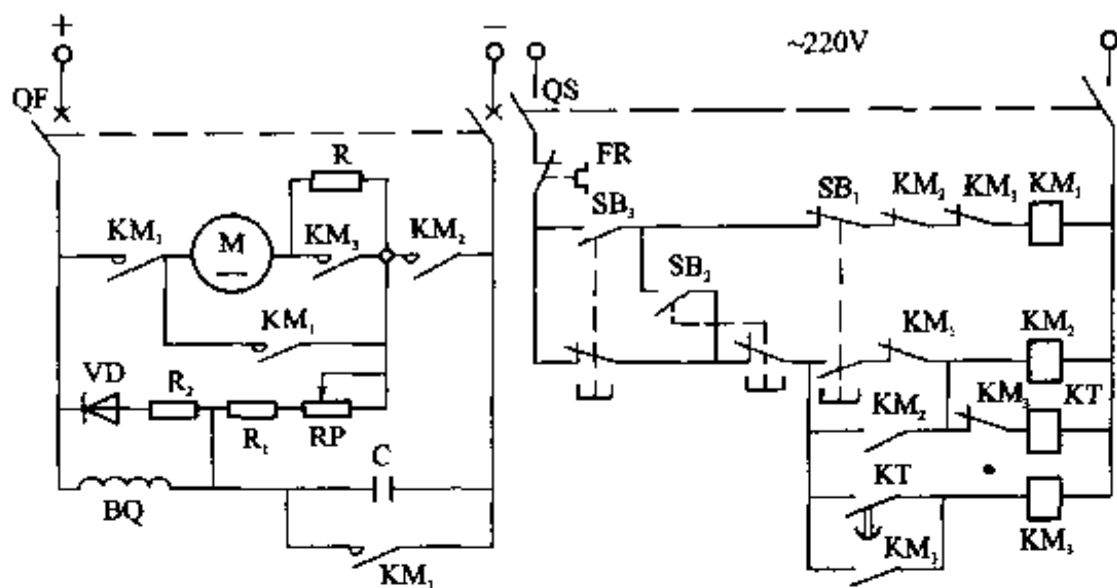 +
−
~220V
QF
QS
FR
R
SB₃
SB₁
KM₂
KM₃
KM₁
KM₁
M
KM₃
KM₂
SB₂
KM₁
KM₁
KM₂
VD
R₂
R₁
RP
KM₂
KM₃
KT
C
BQ
KT
KM₁
KM₃
KM₃